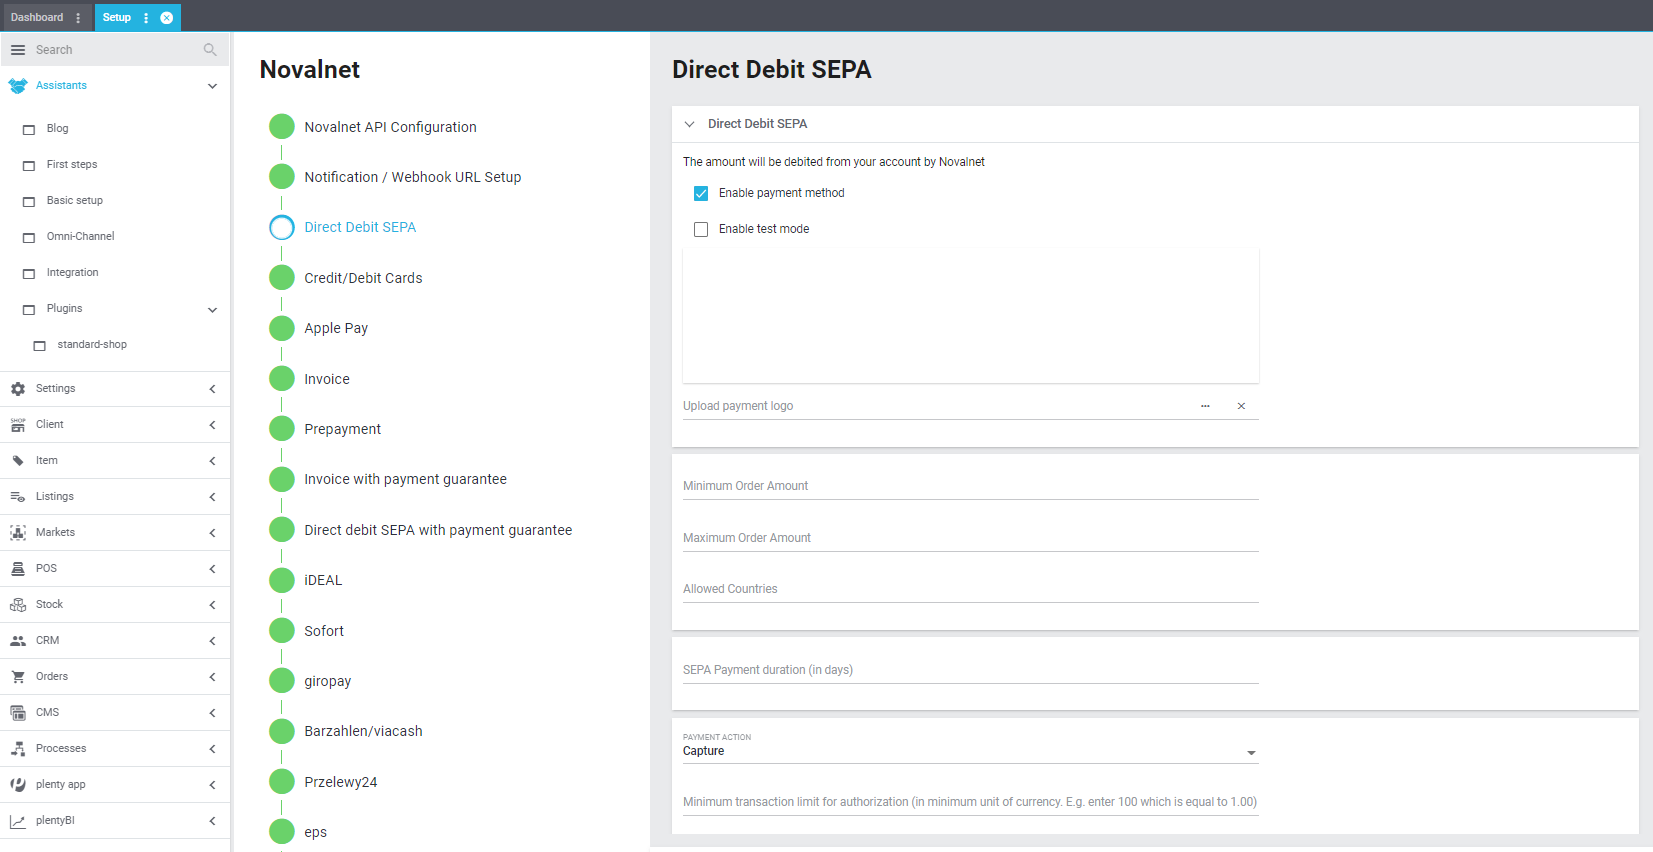 Dashboard
Setup
Search
Assistants
Blog
First steps
Basic setup
Omni-Channel
Integration
Plugins
standard-shop
Settings
SHOP
Client
Item
Listings
Markets
POS
Stock
CRM
Orders
CMS
Processes
plenty app
plentyBI
Novalnet
Novalnet API Configuration
Notification / Webhook URL Setup
Direct Debit SEPA
Credit/Debit Cards
Apple Pay
Invoice
Prepayment
Invoice with payment guarantee
Direct debit SEPA with payment guarantee
iDEAL
Sofort
giropay
Barzahlen/viacash
Przelewy24
eps
Direct Debit SEPA
Direct Debit SEPA
The amount will be debited from your account by Novalnet
Enable payment method
Enable test mode
Upload payment logo
Minimum Order Amount
Maximum Order Amount
Allowed Countries
SEPA Payment duration (in days)
PAYMENT ACTION
Capture
Minimum transaction limit for authorization (in minimum unit of currency. E.g. enter 100 which is equal to 1.00)